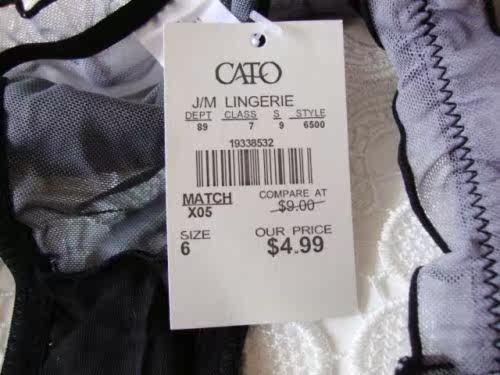 CATO
J/M LINGERIE
DEPT CLASS S STYLE
89 7 9 6500
19338532
MATCH COMPARE AT
X05 $9.00
SIZE OUR PRICE
6 $4.99